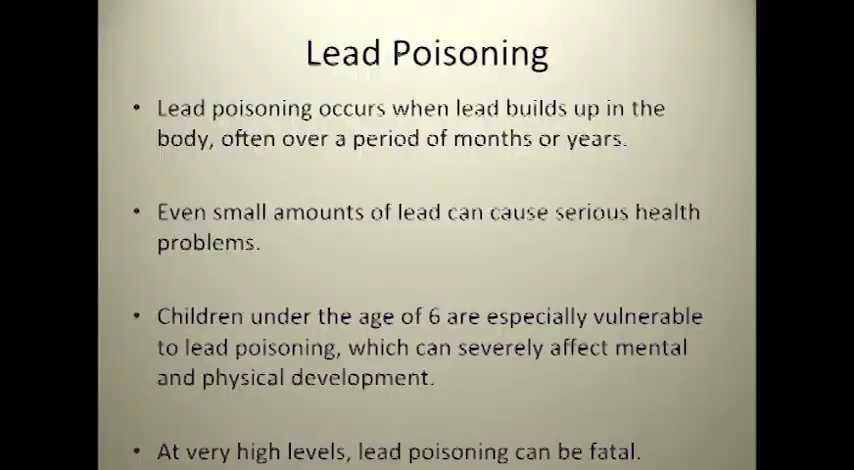 Lead Poisoning
• Lead poisoning occurs when lead builds up in the
body, often over a period of months or years.
• Even small amounts of lead can cause serious health
problems.
• Children under the age of 6 are especially vulnerable
to lead poisoning, which can severely affect mental
and physical development.
• At very high levels, lead poisoning can be fatal.